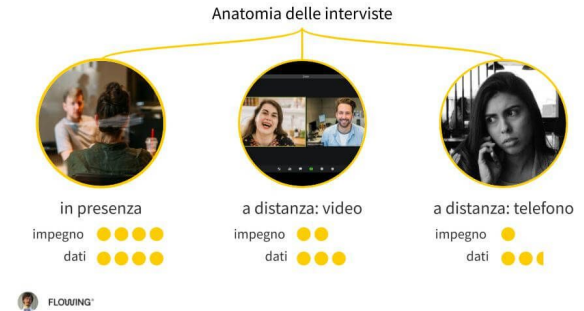 Anatomia delle interviste
in presenza
impegno
dati
a distanza: video
impegno
dati
a distanza: telefono
impegno
dati
FLOWING